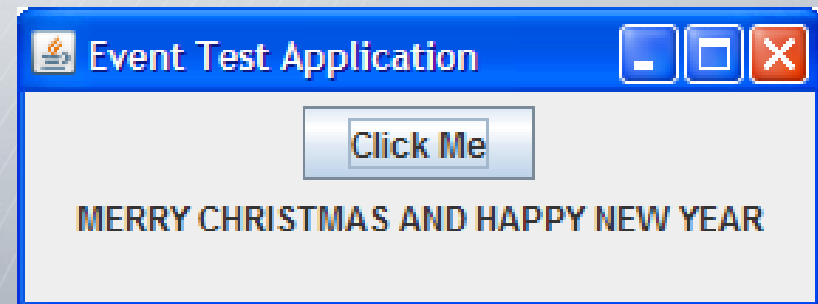 Event Test Application
Click Me
MERRY CHRISTMAS AND HAPPY NEW YEAR